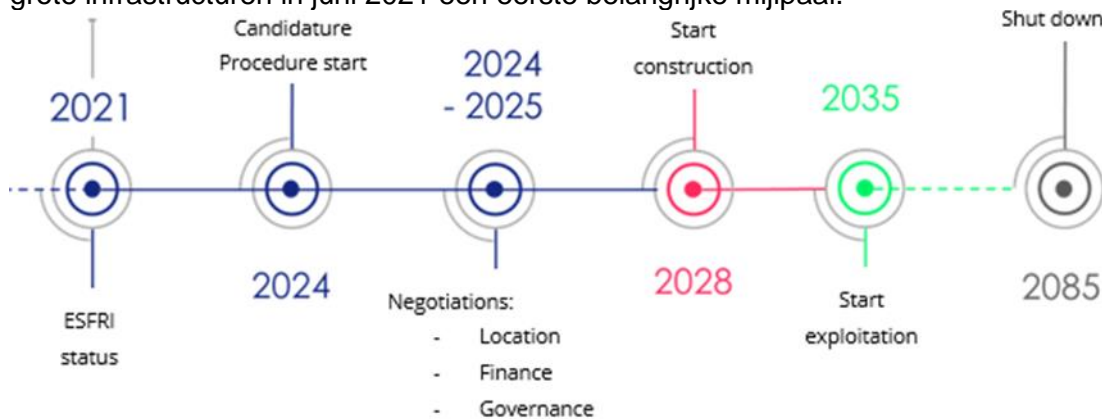 grote infrastructuren in juni 2021 een eerste belangrijke mijlpaal.
2021
ESFRI
status
Candidature
Procedure start
2024
2024
- 2025
Negotiations:
- Location
- Finance
- Governance
Start
construction
2028
2035
Start
exploitation
Shut down
2085